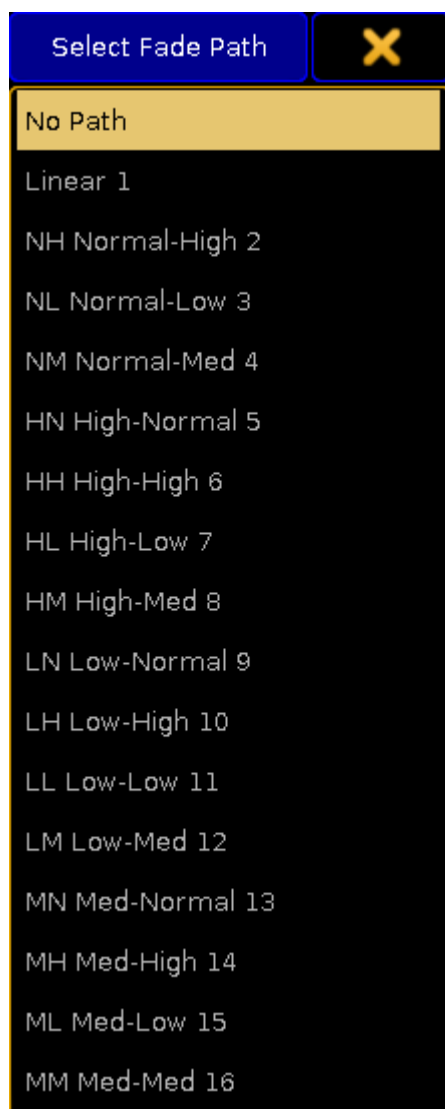 Select Fade Path
No Path
Linear 1
NH Normal-High 2
NL Normal-Low 3
NM Normal-Med 4
HN High-Normal 5
HH High-High 6
HL High-Low 7
HM High-Med 8
LN Low-Normal 9
LH Low-High 10
LL Low-Low 11
LM Low-Med 12
MN Med-Normal 13
MH Med-High 14
ML Med-Low 15
MM Med-Med 16